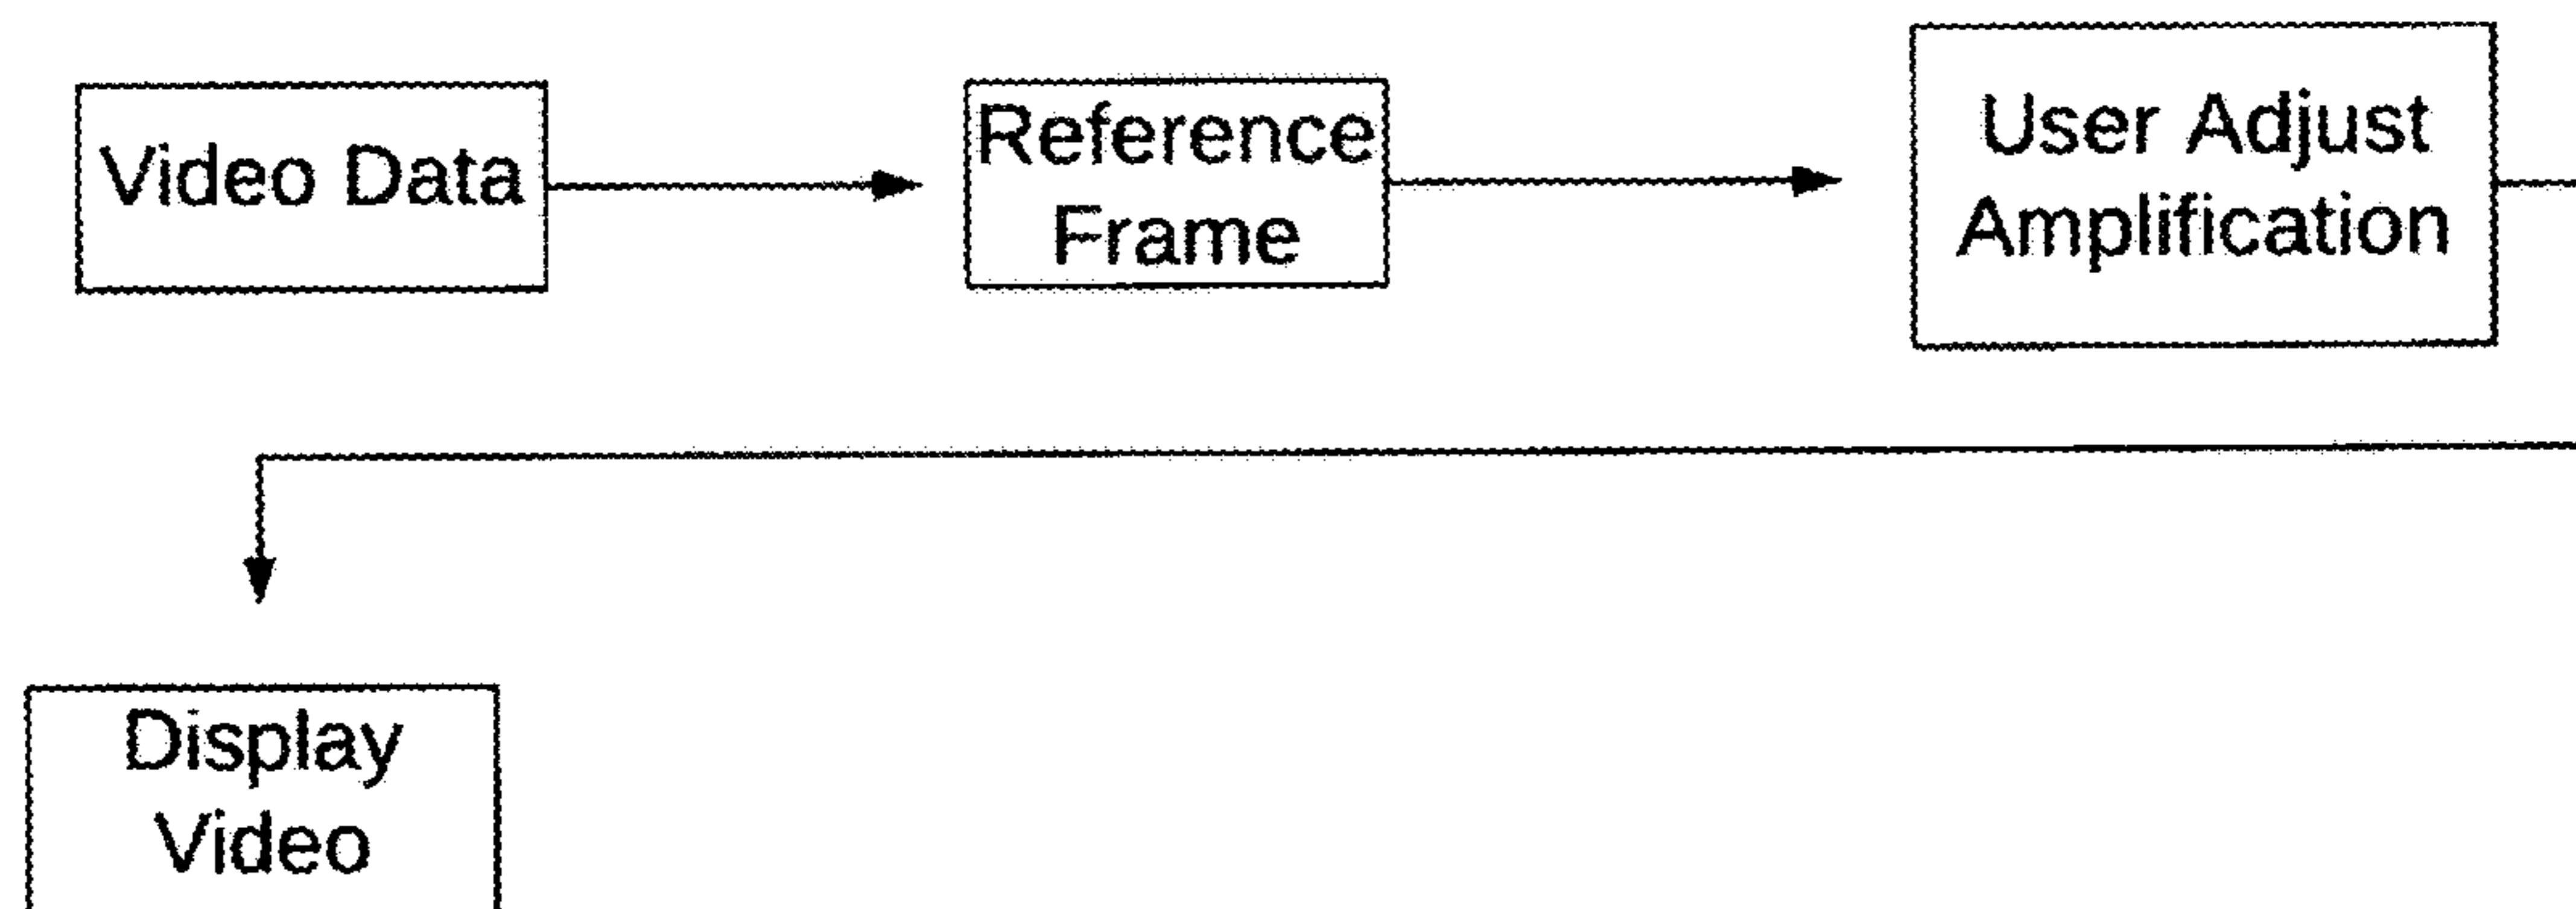 Video Data
Reference
Frame
User Adjust
Amplification
Display
Video